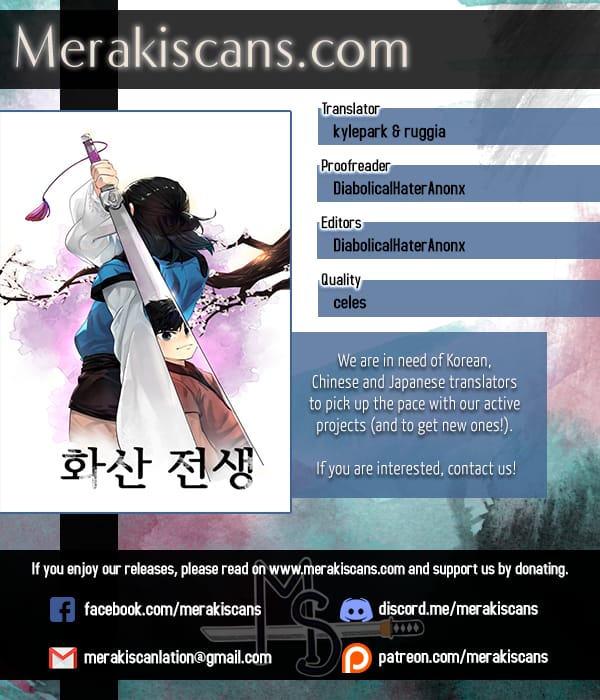 Merakiscans.com
Translator
kylepark & ruggia
Proofreader
DiabolicalHaterAnonx
Editors
DiabolicalHaterAnonx
Quality
celes
We are in need of Korean,
Chinese and Japanese translators
to pick up the pace with our active
projects (and to get new ones!).
If you are interested, contact us!
화산 전생
If you enjoy our releases, please read on www.merakiscans.com and support us by donating.
facebook.com/merakiscans
discord.me/merakiscans
MS
merakiscanlation@gmail.com
patreon.com/merakiscans